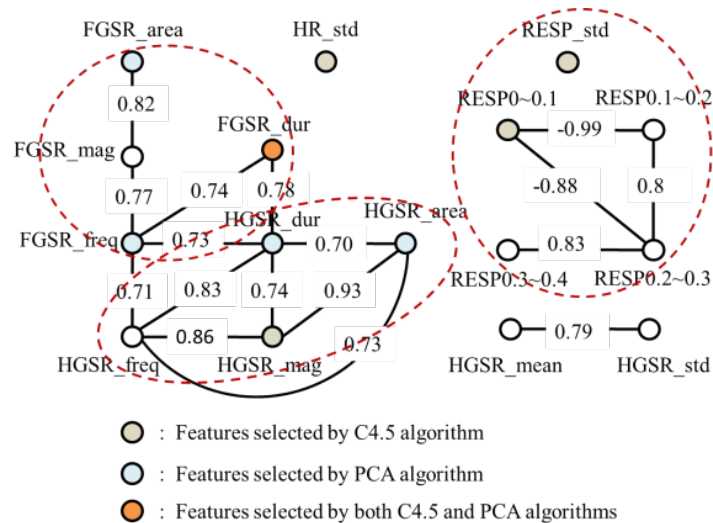 FGSR_area
HR_std
RESP_std
0.82
RESP0~0.1
RESP0.1~0.2
FGSR_dur
-0.99
FGSR_mag
0.77
0.74
0.78
-0.88
0.8
HGSR_dur
HGSR_area
FGSR_freq
0.73
0.70
0.83
RESP0.3~0.4
RESP0.2~0.3
0.71
0.83
0.74
0.93
0.86
0.73
0.79
HGSR_freq
HGSR_mag
HGSR_mean
HGSR_std
: Features selected by C4.5 algorithm
: Features selected by PCA algorithm
: Features selected by both C4.5 and PCA algorithms